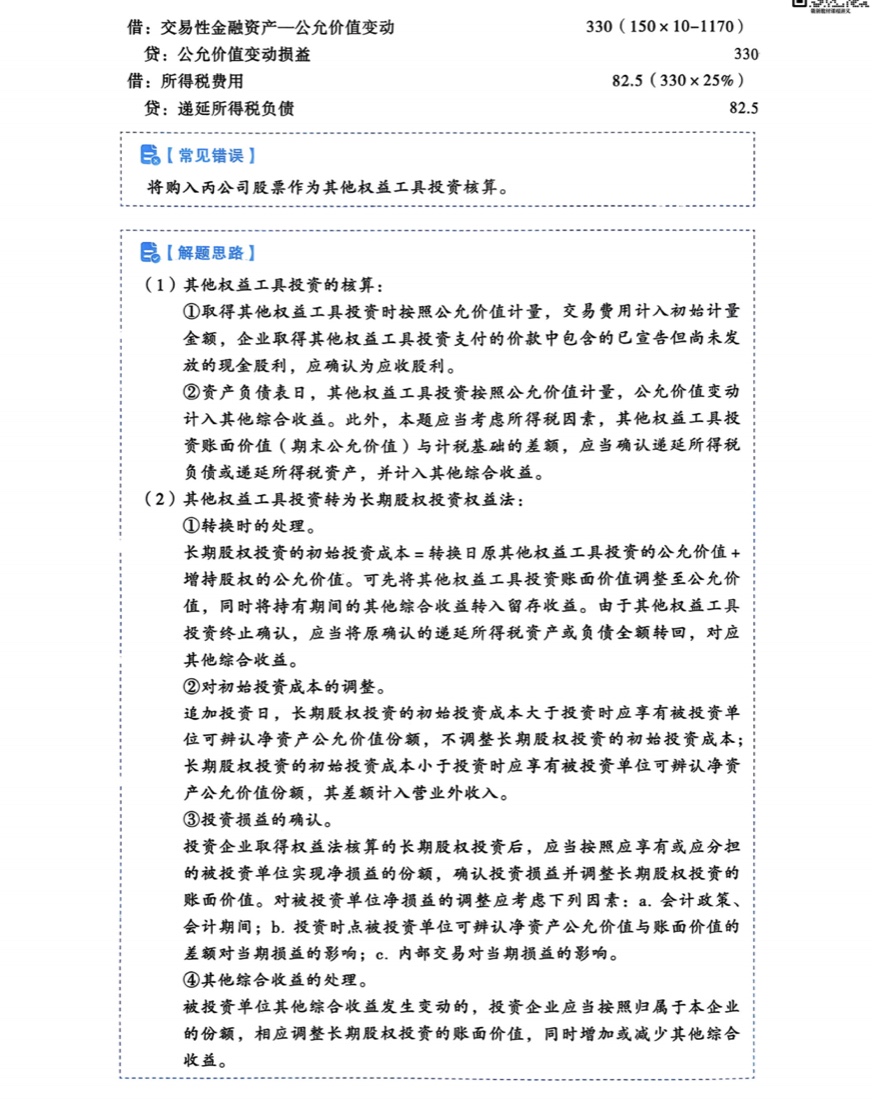 借：交易性金融资产—公允价值变动 330（150×10-1170）
贷：公允价值变动损益 330
借：所得税费用 82.5（330×25%）
贷：递延所得税负债 82.5
【常见错误】
将购入丙公司股票作为其他权益工具投资核算。
【解题思路】
（1）其他权益工具投资的核算：
①取得其他权益工具投资时按照公允价值计量，交易费用计入初始计量
金额，企业取得其他权益工具投资支付的价款中包含的已宣告但尚未发
放的现金股利，应确认为应收股利。
②资产负债表日，其他权益工具投资按照公允价值计量，公允价值变动
计入其他综合收益。此外，本题应当考虑所得税因素，其他权益工具投
资账面价值（期末公允价值）与计税基础的差额，应当确认递延所得税
负债或递延所得税资产，并计入其他综合收益。
（2）其他权益工具投资转为长期股权投资权益法：
①转换时的处理。
长期股权投资的初始投资成本=转换日原其他权益工具投资的公允价值+
增持股权的公允价值。可先将其他权益工具投资账面价值调整至公允价
值，同时将持有期间的其他综合收益转入留存收益。由于其他权益工具
投资终止确认，应当将原确认的递延所得税资产或负债全额转回，对应
其他综合收益。
②对初始投资成本的调整。
追加投资日，长期股权投资的初始投资成本大于投资时应享有被投资单
位可辨认净资产公允价值份额，不调整长期股权投资的初始投资成本；
长期股权投资的初始投资成本小于投资时应享有被投资单位可辨认净资
产公允价值份额，其差额计入营业外收入。
③投资损益的确认。
投资企业取得权益法核算的长期股权投资后，应当按照应享有或应分担
的被投资单位实现净损益的份额，确认投资损益并调整长期股权投资的
账面价值。对被投资单位净损益的调整应考虑下列因素：a. 会计政策、
会计期间；b. 投资时点被投资单位可辨认净资产公允价值与账面价值的
差额对当期损益的影响；c. 内部交易对当期损益的影响。
④其他综合收益的处理。
被投资单位其他综合收益发生变动的，投资企业应当按照归属于本企业
的份额，相应调整长期股权投资的账面价值，同时增加或减少其他综合
收益。